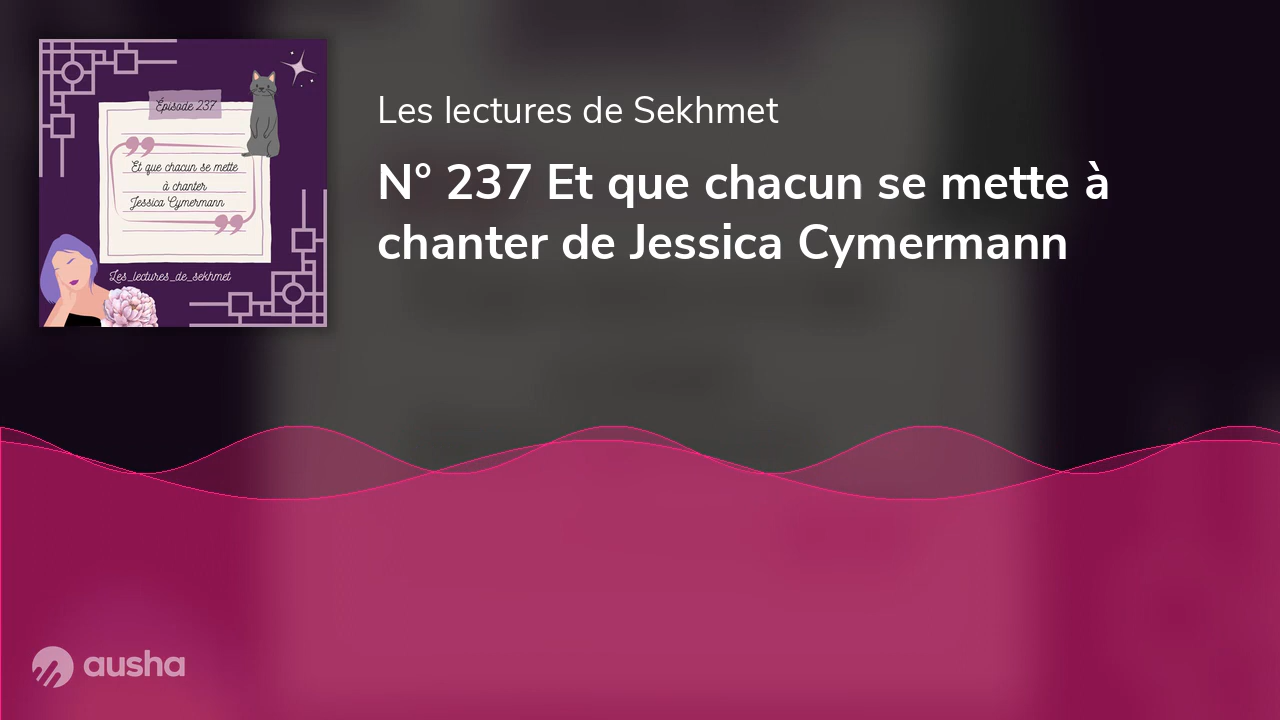 Épisode 237
Et que chacun se mette
à chanter
Jessica Cymermann
Les_lectures_de_sekhmet
Les lectures de Sekhmet
N° 237 Et que chacun se mette à
chanter de Jessica Cymermann
ausha